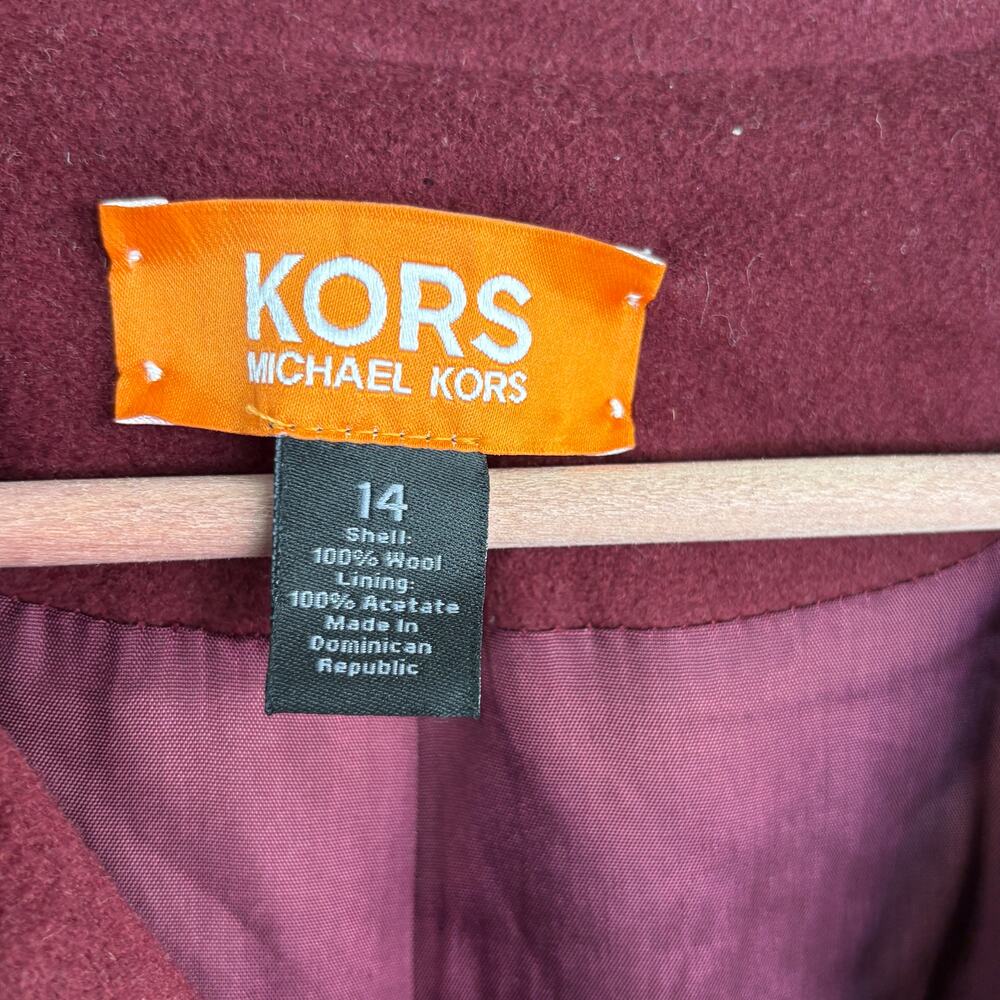 KORS
MICHAEL KORS
14
Shell:
100% Wool
Lining:
100% Acetate
Made In
Dominican
Republic